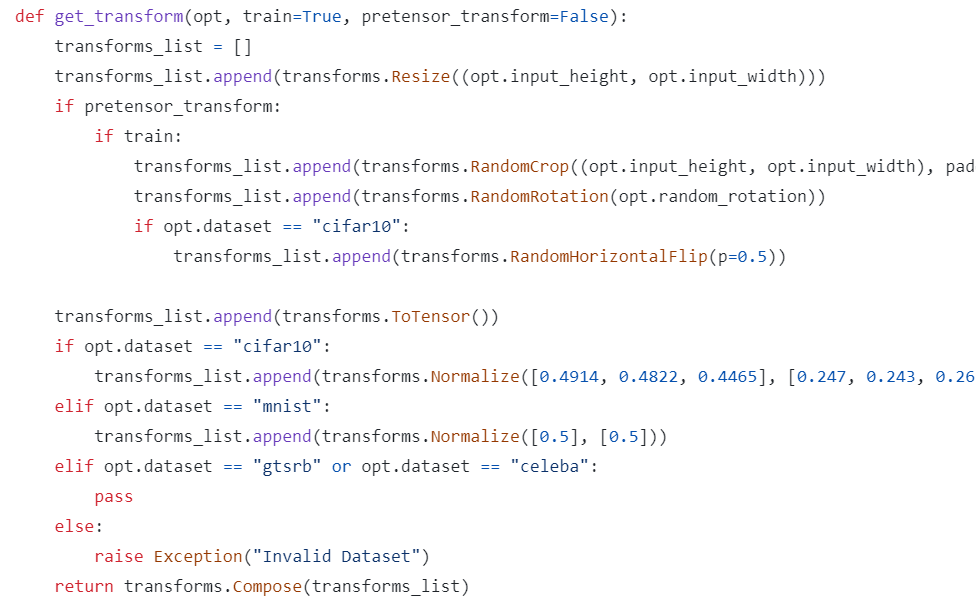 def get_transform(opt, train=True, pretensor_transform=False):
    transforms_list = []
    transforms_list.append(transforms.Resize((opt.input_height, opt.input_width)))
    if pretensor_transform:
        if train:
            transforms_list.append(transforms.RandomCrop((opt.input_height, opt.input_width), pad
            transforms_list.append(transforms.RandomRotation(opt.random_rotation))
            if opt.dataset == "cifar10":
                transforms_list.append(transforms.RandomHorizontalFlip(p=0.5))

    transforms_list.append(transforms.ToTensor())
    if opt.dataset == "cifar10":
        transforms_list.append(transforms.Normalize([0.4914, 0.4822, 0.4465], [0.247, 0.243, 0.26
    elif opt.dataset == "mnist":
        transforms_list.append(transforms.Normalize([0.5], [0.5]))
    elif opt.dataset == "gtsrb" or opt.dataset == "celeba":
        pass
    else:
        raise Exception("Invalid Dataset")
    return transforms.Compose(transforms_list)